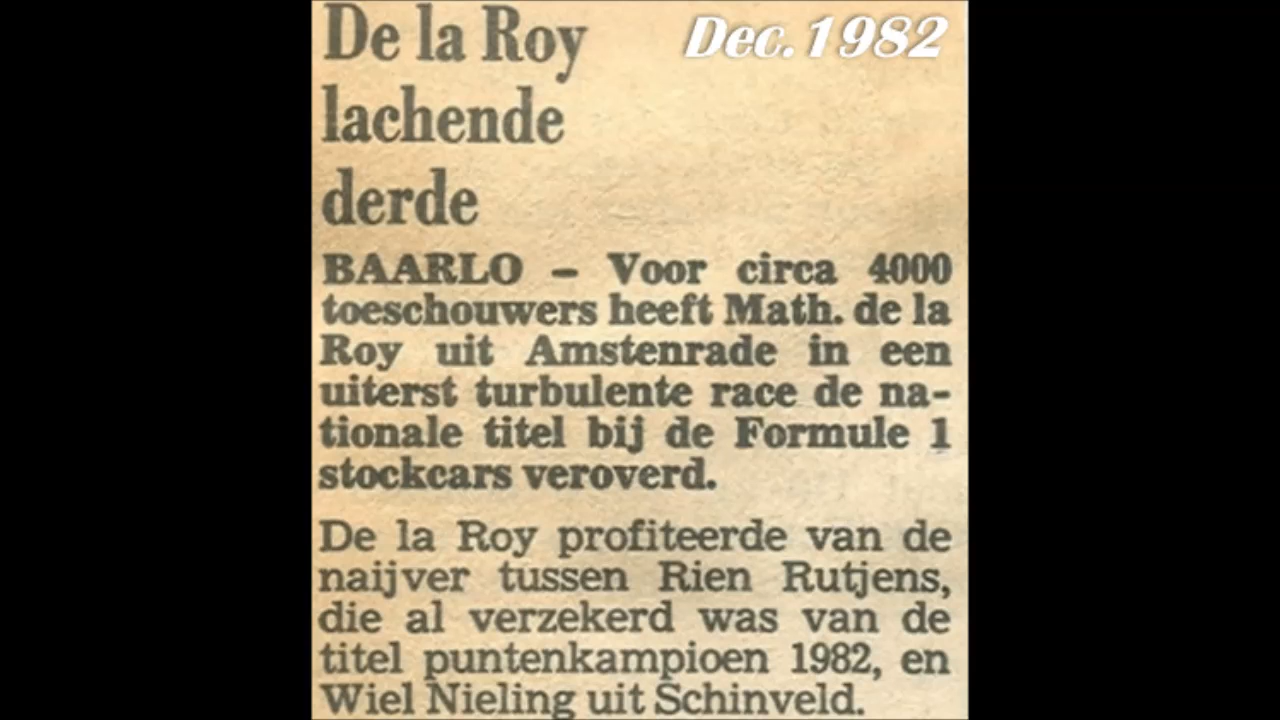 De la Roy
Dec. 1982
lachende
derde
BAARLO – Voor circa 4000
toeschouwers heeft Math. de la
Roy uit Amstenrade in een
uiterst turbulente race de na-
tionale titel bij de Formule 1
stockcars veroverd.
De la Roy profiteerde van de
naijver tussen Rien Rutjens,
die al verzekerd was van de
titel puntenkampioen 1982, en
Wiel Nieling uit Schinveld.